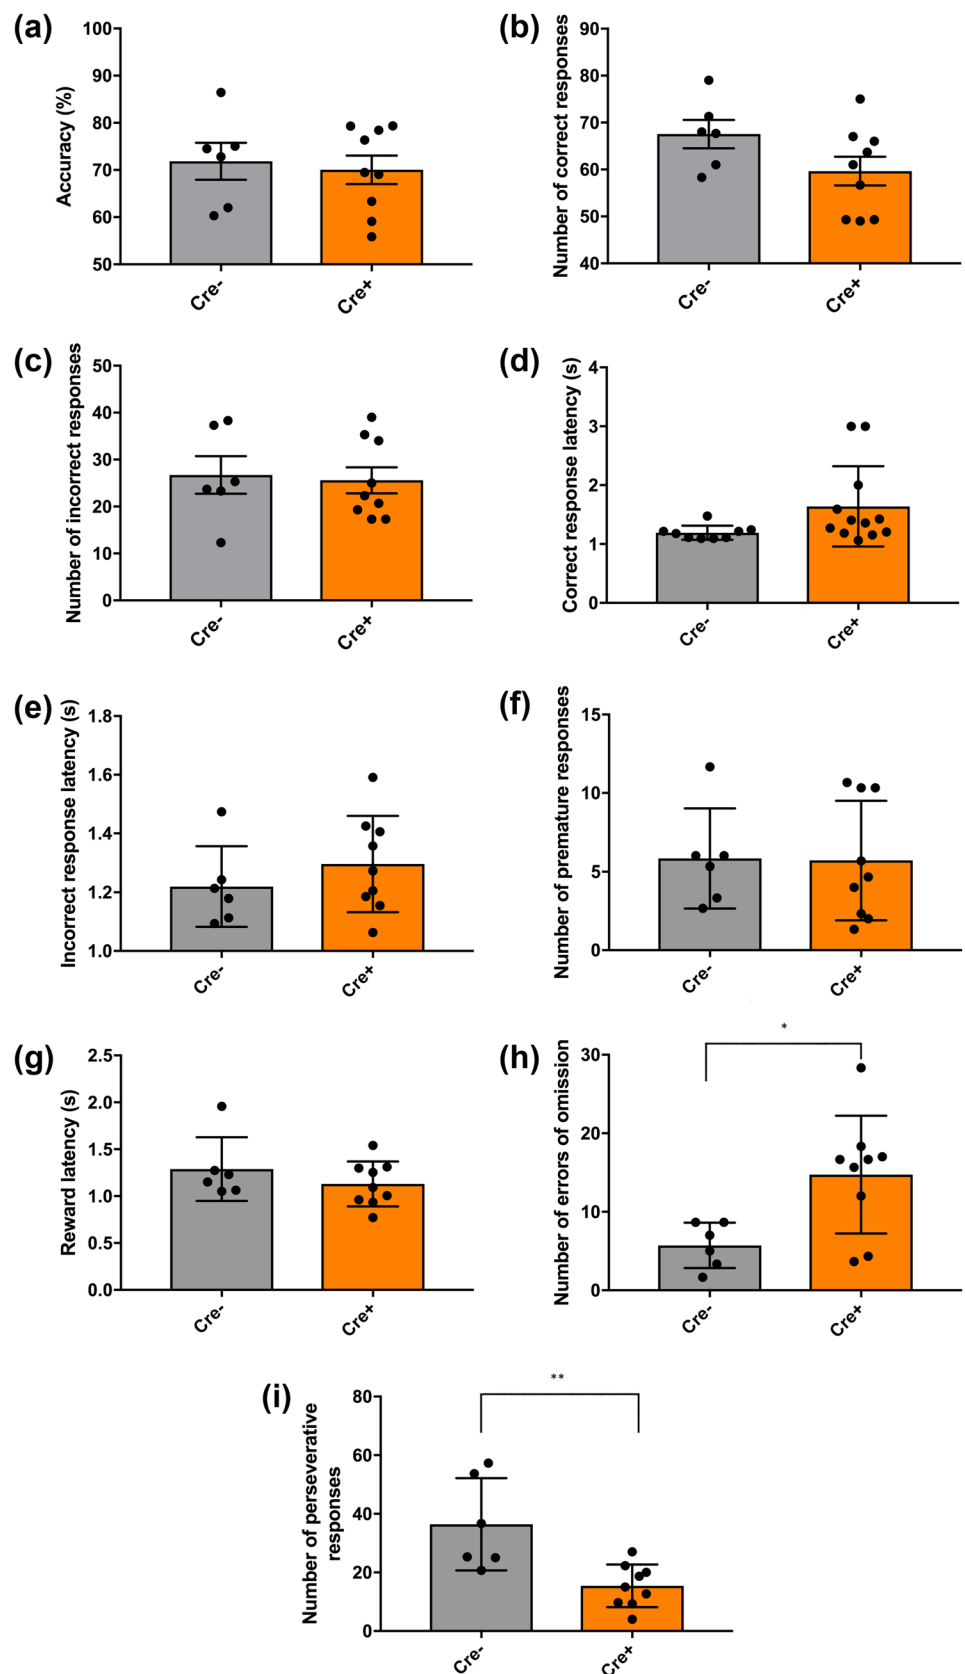 (a)
Accuracy (%)
100
90
80
70
60
50
Cre-
Cre+
(b)
Number of correct responses
90
80
70
60
50
40
Cre-
Cre+
(c)
Number of incorrect responses
50
40
30
20
10
0
Cre-
Cre+
(d)
Correct response latency (s)
4
3
2
1
0
Cre-
Cre+
(e)
Incorrect response latency (s)
1.8
1.6
1.4
1.2
1.0
Cre-
Cre+
(f)
Number of premature responses
15
10
5
0
Cre-
Cre+
(g)
Reward latency (s)
2.5
2.0
1.5
1.0
0.5
0.0
Cre-
Cre+
(h)
Number of errors of omission
30
20
10
0
*
Cre-
Cre+
(i)
Number of perseverative
responses
80
60
40
20
0
**
Cre-
Cre+